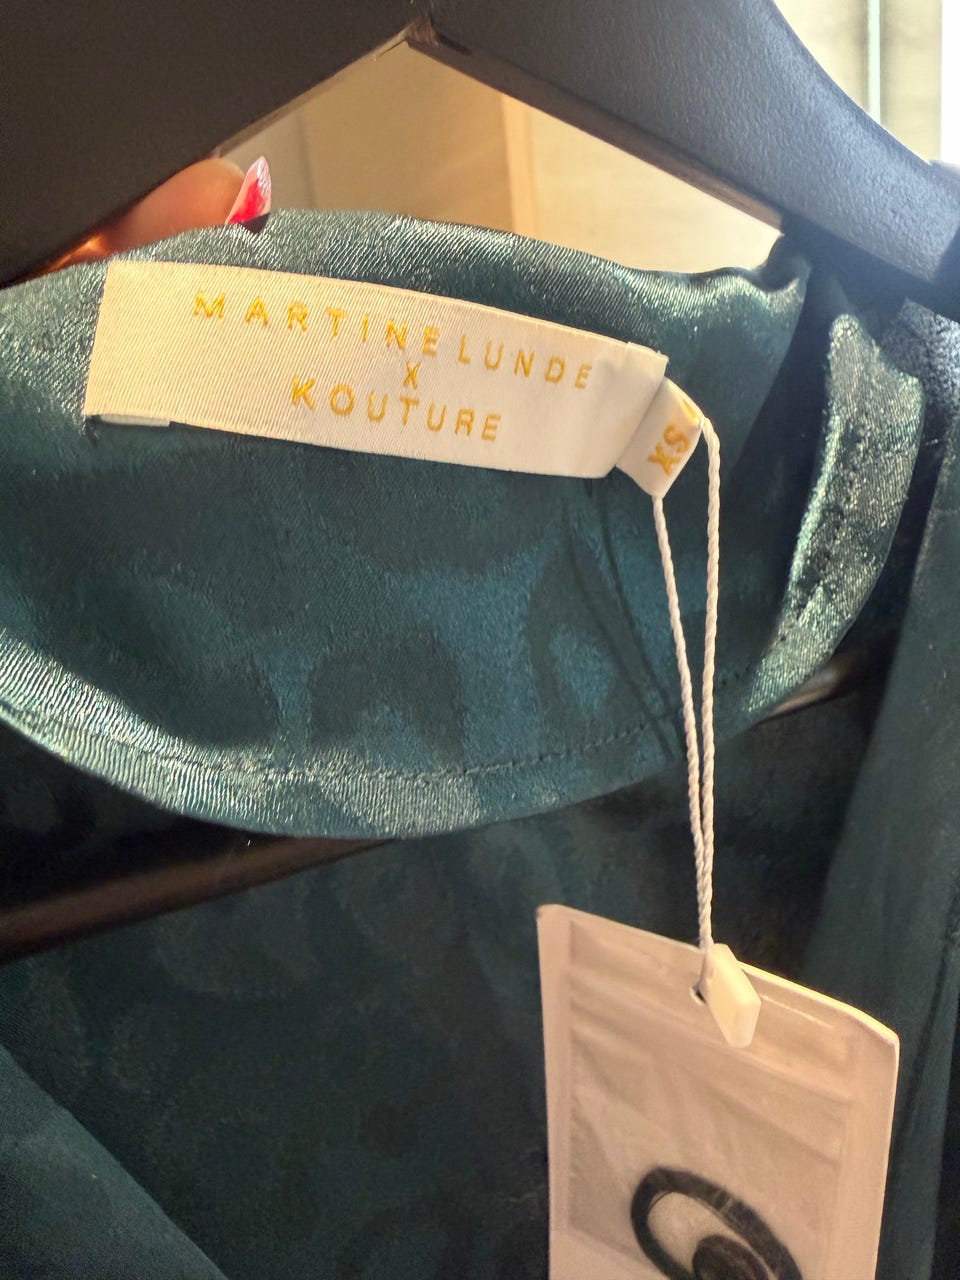 MARTINE LUNDE
X
KOUTURE
XS